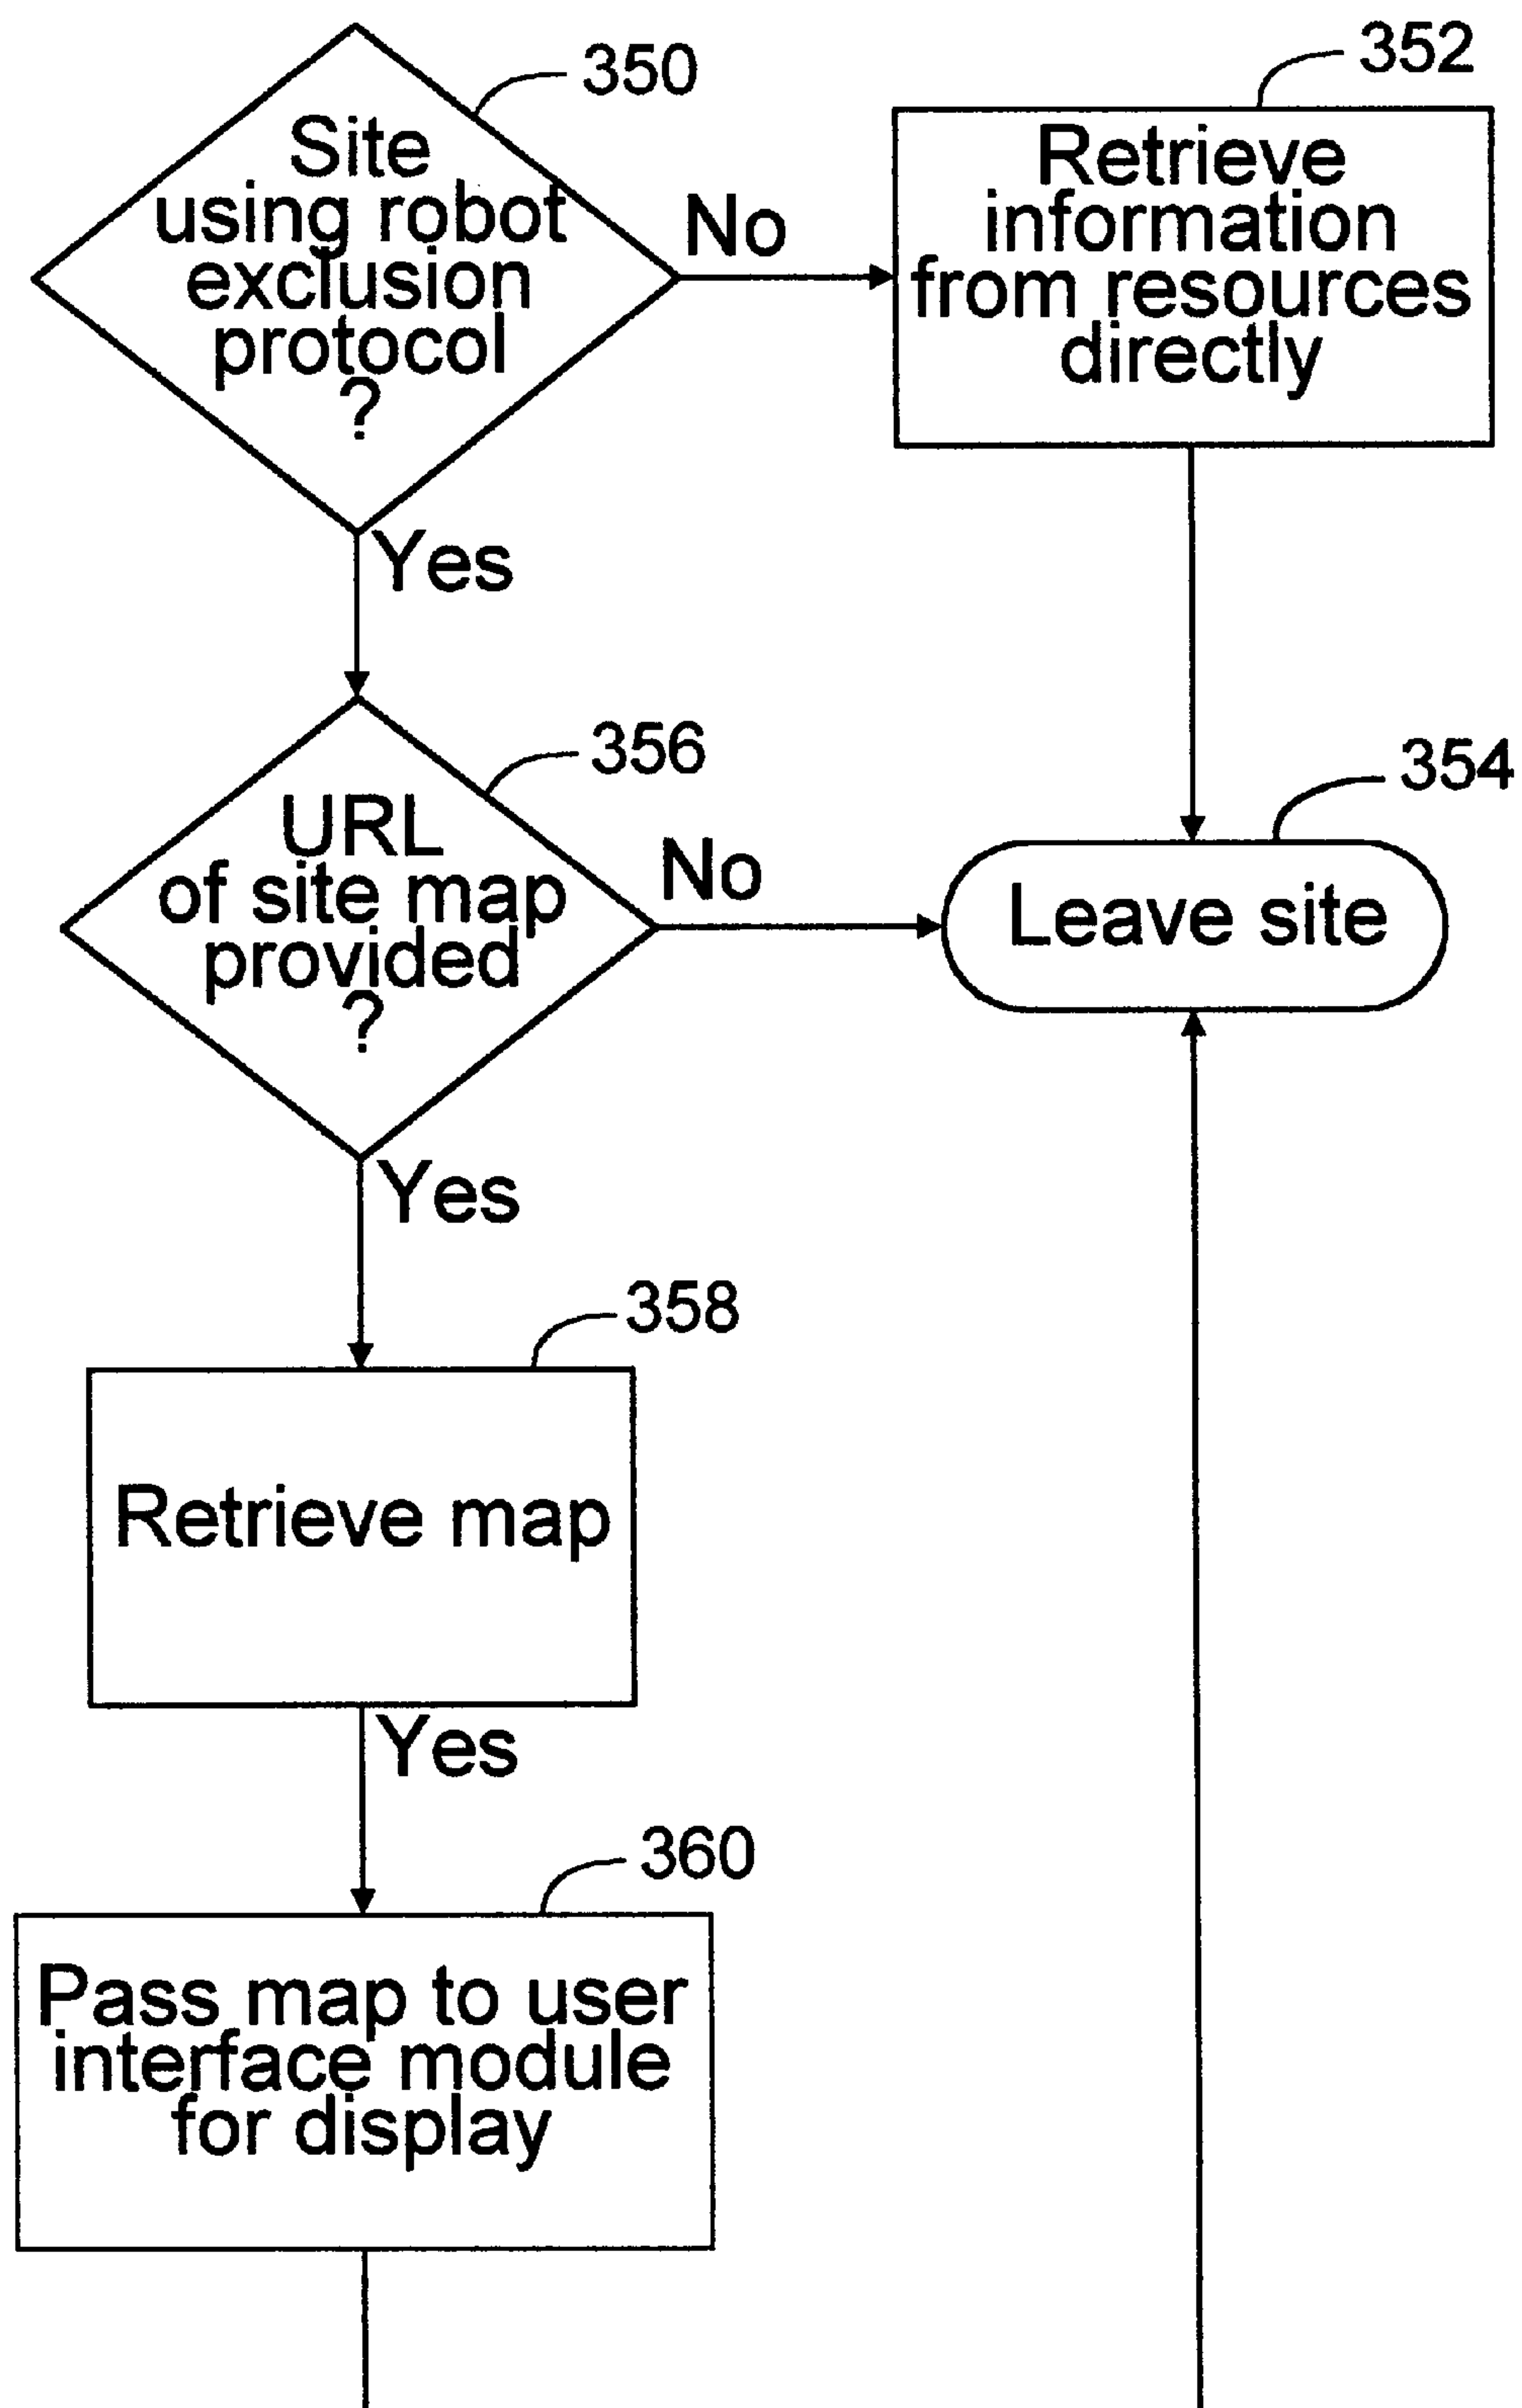 350
Site
using robot
exclusion
protocol
?
No
352
Retrieve
information
from resources
directly
Yes
356
URL
of site map
provided
?
No
354
Leave site
Yes
358
Retrieve map
Yes
360
Pass map to user
interface module
for display